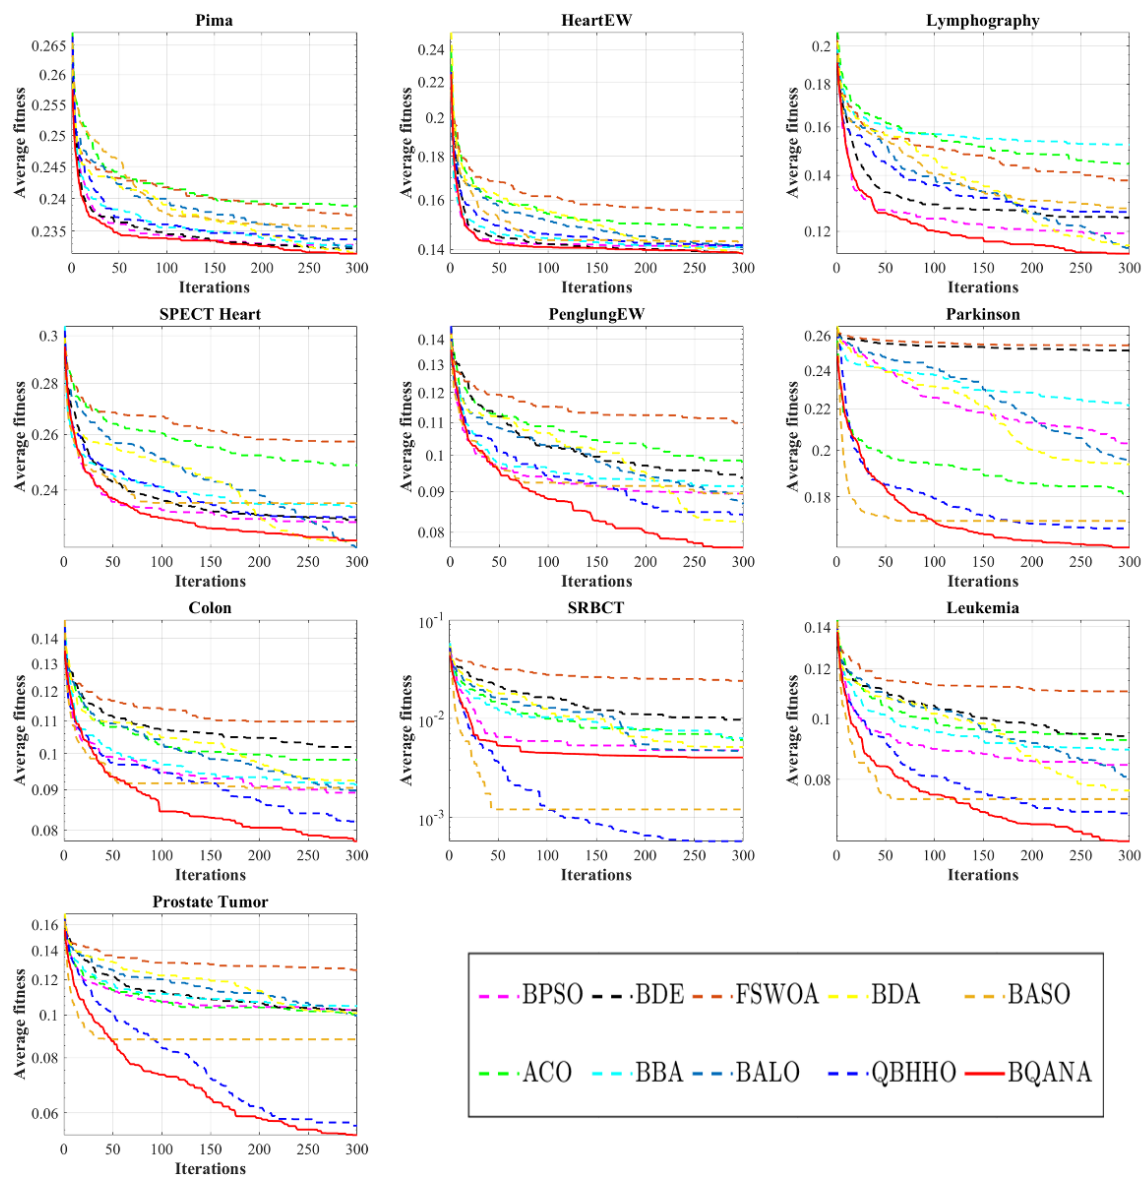 Pima
0.265
0.26
0.255
0.25
0.245
0.24
0.235
Average fitness
0 50 100 150 200 250 300
Iterations
HeartEW
0.24
0.22
0.2
0.18
0.16
0.14
Average fitness
0 50 100 150 200 250 300
Iterations
Lymphography
0.2
0.18
0.16
0.14
0.12
Average fitness
0 50 100 150 200 250 300
Iterations
SPECT Heart
0.3
0.28
0.26
0.24
Average fitness
0 50 100 150 200 250 300
Iterations
PenglungEW
0.14
0.13
0.12
0.11
0.1
0.09
0.08
Average fitness
0 50 100 150 200 250 300
Iterations
Parkinson
0.26
0.24
0.22
0.2
0.18
Average fitness
0 50 100 150 200 250 300
Iterations
Colon
0.14
0.13
0.12
0.11
0.1
0.09
0.08
Average fitness
0 50 100 150 200 250 300
Iterations
SRBCT
10^-1
10^-2
10^-3
Average fitness
0 50 100 150 200 250 300
Iterations
Leukemia
0.14
0.12
0.1
0.08
Average fitness
0 50 100 150 200 250 300
Iterations
Prostate Tumor
0.16
0.14
0.12
0.1
0.08
0.06
Average fitness
0 50 100 150 200 250 300
Iterations
BPSO BDE FSWOA BDA BASO
ACO BBA BALO QBHHO BQANA